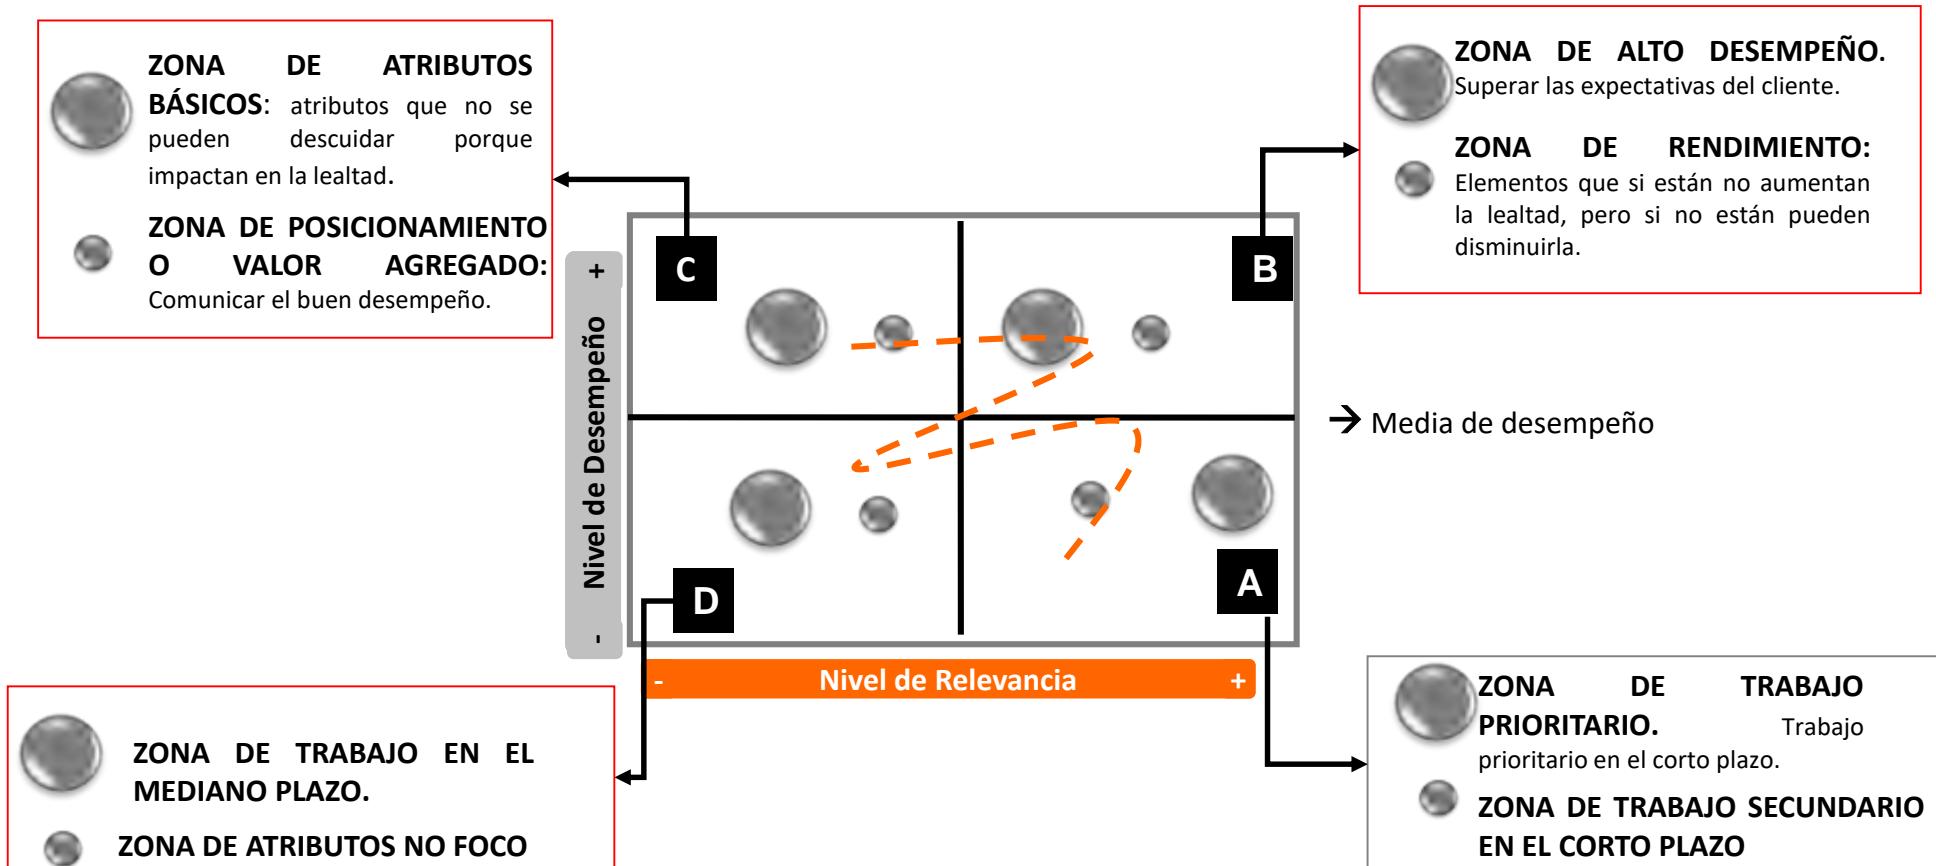 ZONA DE ATRIBUTOS
BÁSICOS: atributos que no se
pueden descuidar porque
impactan en la lealtad.
ZONA DE POSICIONAMIENTO
O VALOR AGREGADO:
Comunicar el buen desempeño.
ZONA DE ALTO DESEMPEÑO.
Superar las expectativas del cliente.
ZONA DE RENDIMIENTO:
Elementos que si están no aumentan
la lealtad, pero si no están pueden
disminuirla.
C
B
+
Nivel de Desempeño
-
→ Media de desempeño
D
A
- Nivel de Relevancia +
ZONA DE TRABAJO EN EL
MEDIANO PLAZO.
ZONA DE ATRIBUTOS NO FOCO
ZONA DE TRABAJO
PRIORITARIO. Trabajo
prioritario en el corto plazo.
ZONA DE TRABAJO SECUNDARIO
EN EL CORTO PLAZO